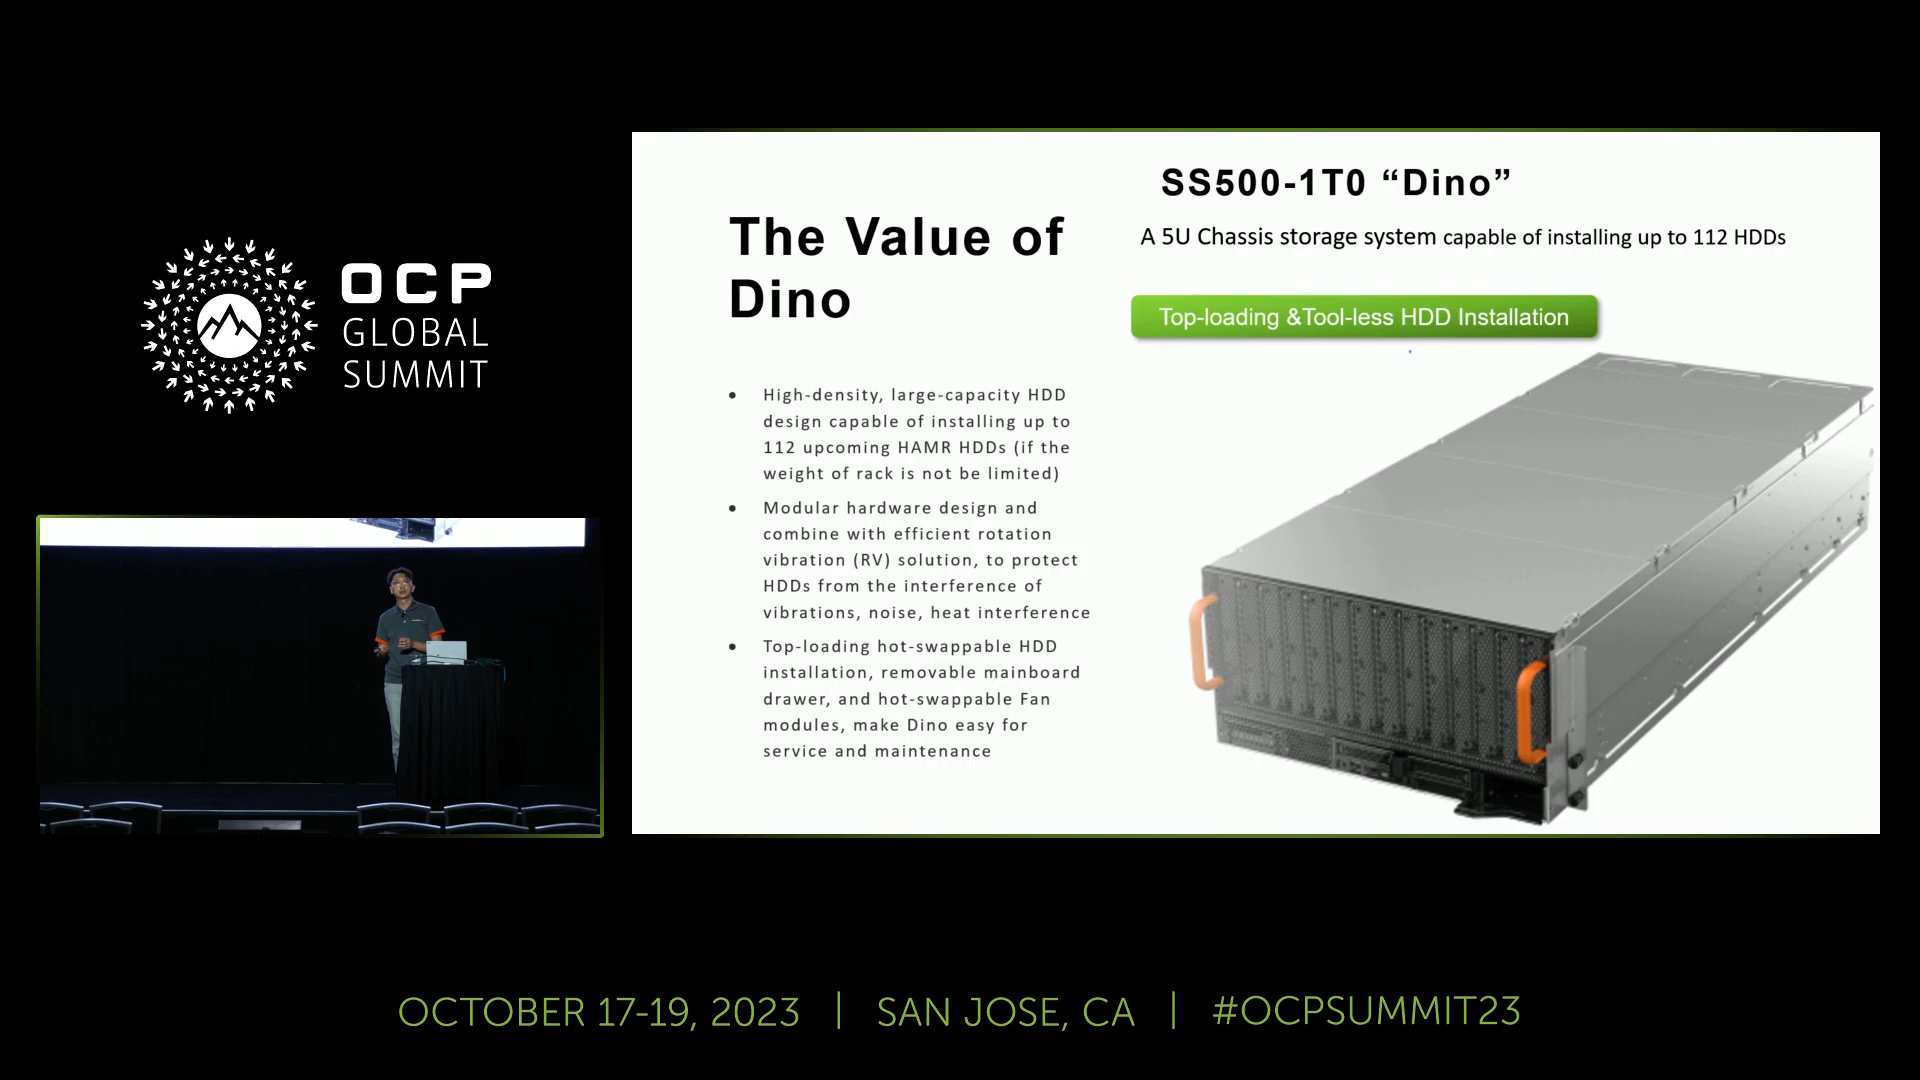 OCP
GLOBAL
SUMMIT
The Value of
Dino
• High-density, large-capacity HDD
design capable of installing up to
112 upcoming HAMR HDDs (if the
weight of rack is not be limited)
• Modular hardware design and
combine with efficient rotation
vibration (RV) solution, to protect
HDDs from the interference of
vibrations, noise, heat interference
• Top-loading hot-swappable HDD
installation, removable mainboard
drawer, and hot-swappable Fan
modules, make Dino easy for
service and maintenance
SS500-1T0 “Dino”
A 5U Chassis storage system capable of installing up to 112 HDDs
Top-loading &Tool-less HDD Installation
OCTOBER 17-19, 2023 | SAN JOSE, CA | #OCPSUMMIT23